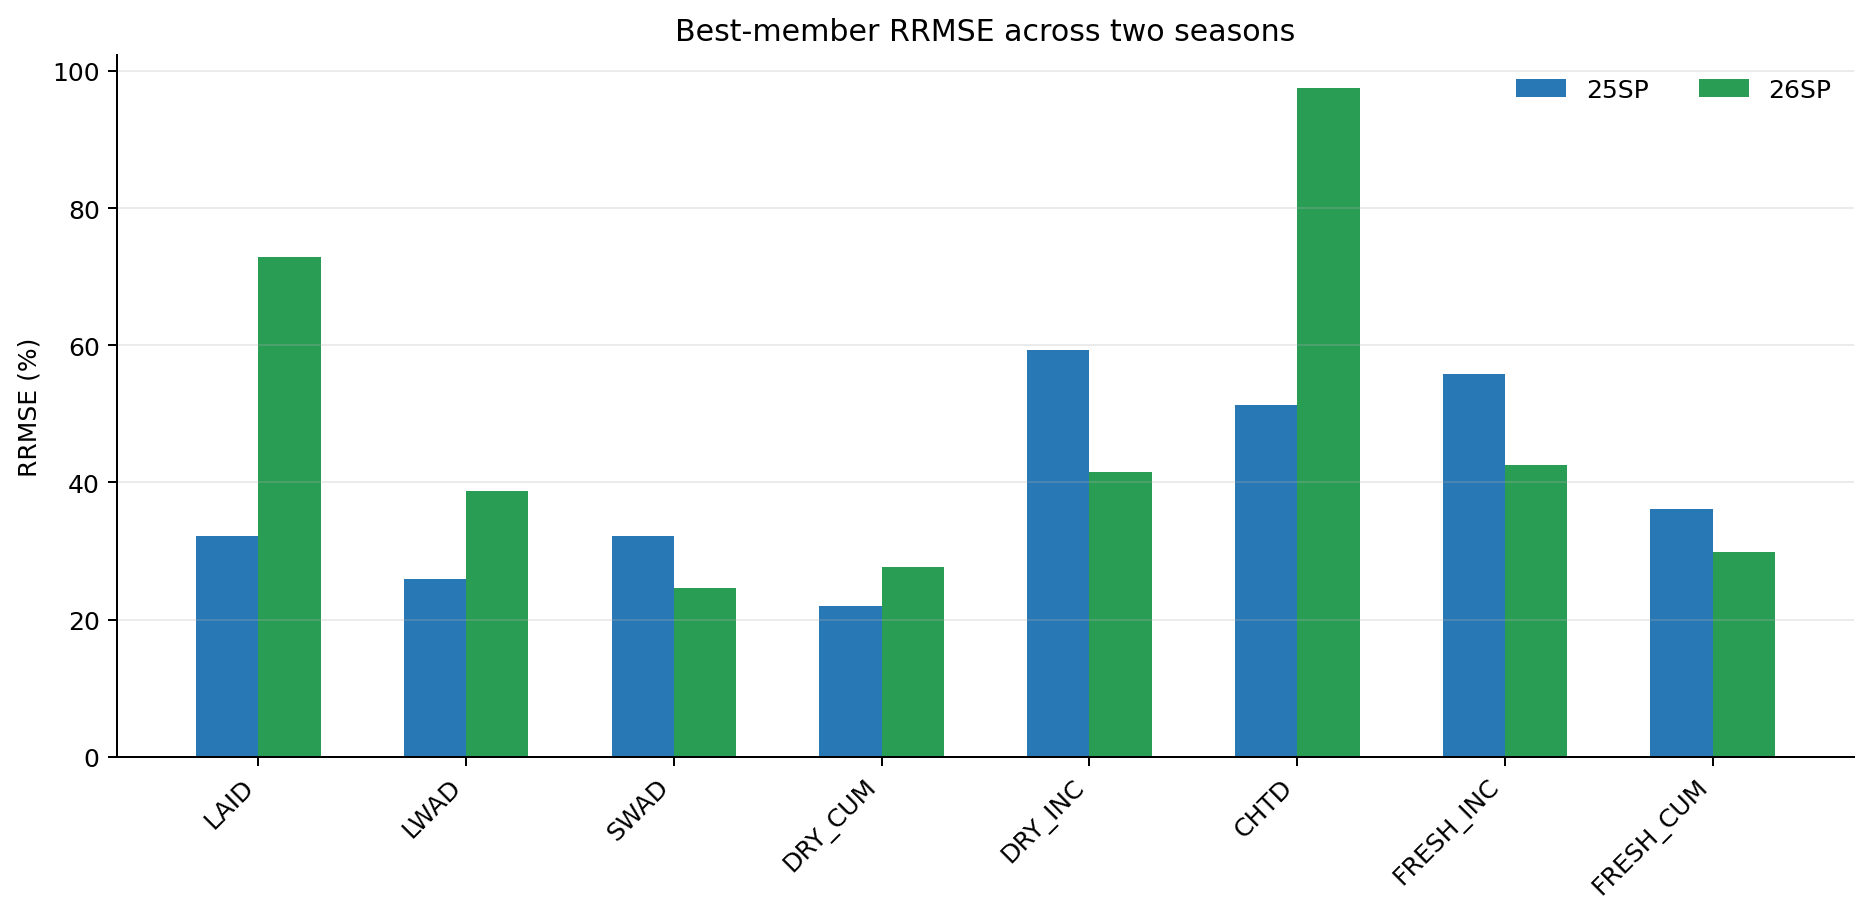 Best-member RRMSE across two seasons
25SP 26SP
RRMSE (%)
100
80
60
40
20
0
LAID LWAD SWAD DRY_CUM DRY_INC CHTD FRESH_INC FRESH_CUM